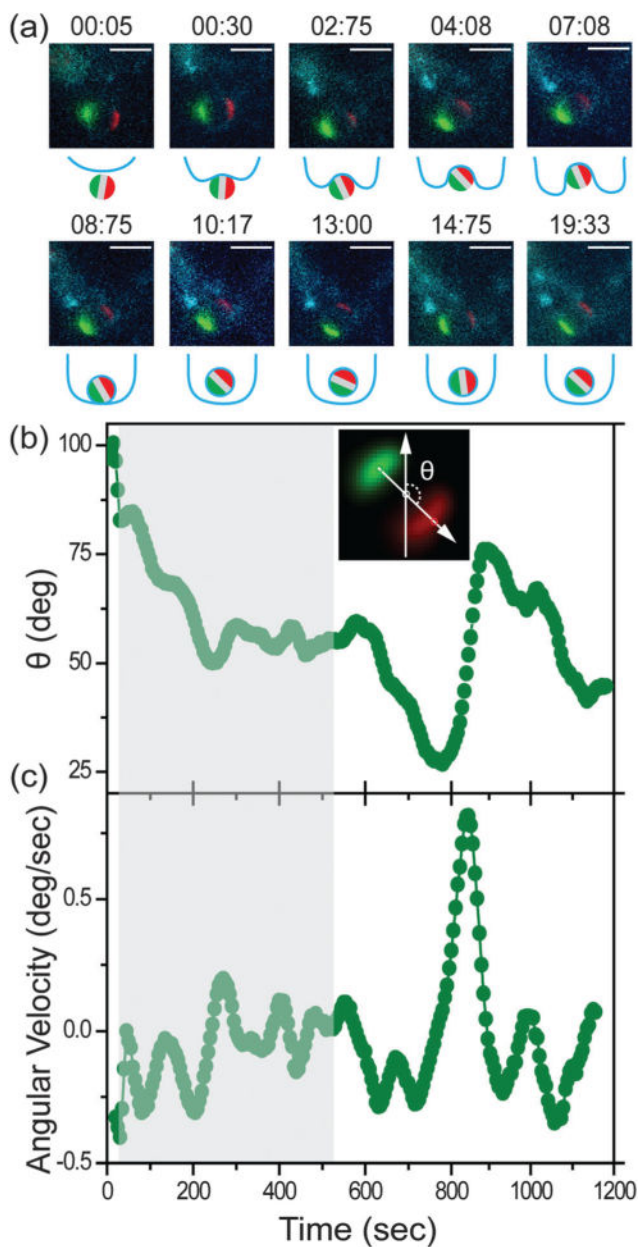 (a)
00:05 00:30 02:75 04:08 07:08
08:75 10:17 13:00 14:75 19:33
(b)
100
75
50
25
θ (deg)
θ
(c)
0.5
0.0
-0.5
Angular Velocity (deg/sec)
0 200 400 600 800 1000 1200
Time (sec)